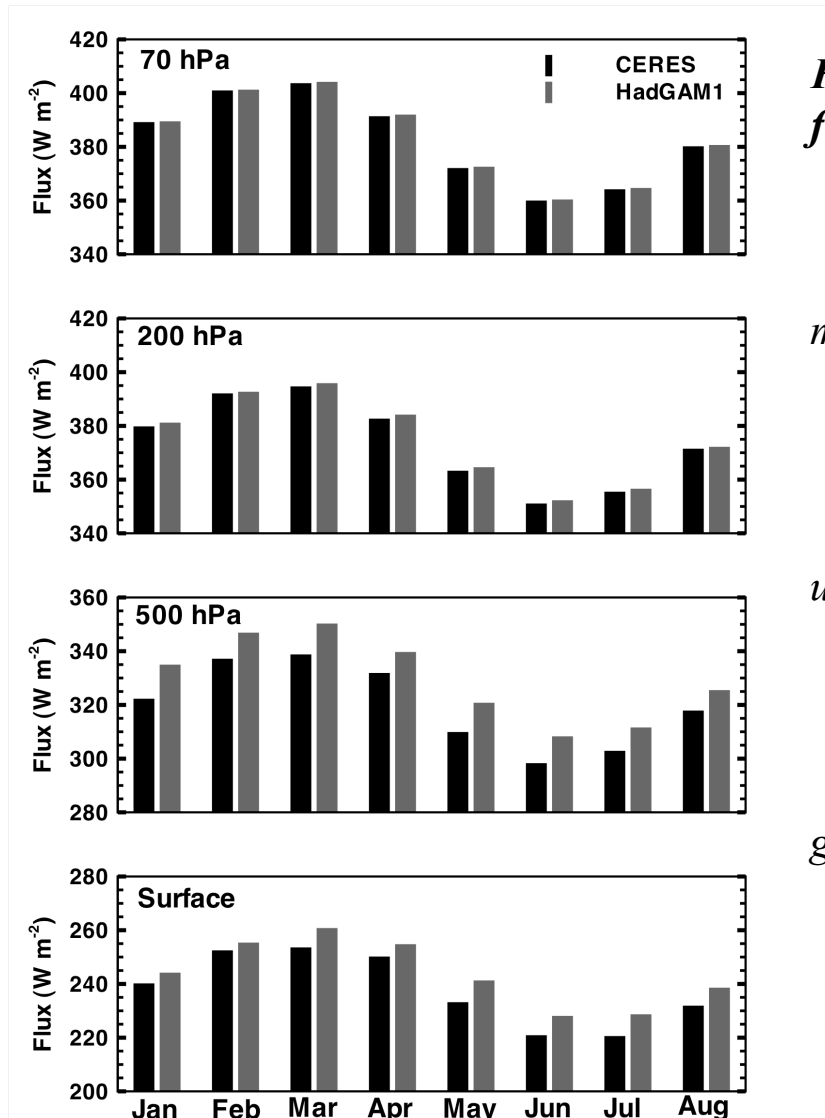 70 hPa
CERES
HadGAM1
Flux (W m-2)
420
400
380
360
340
200 hPa
Flux (W m-2)
420
400
380
360
340
500 hPa
Flux (W m-2)
360
340
320
300
280
Surface
Flux (W m-2)
280
260
240
220
200
Jan Feb Mar Apr May Jun Jul Aug
f
m
u
g